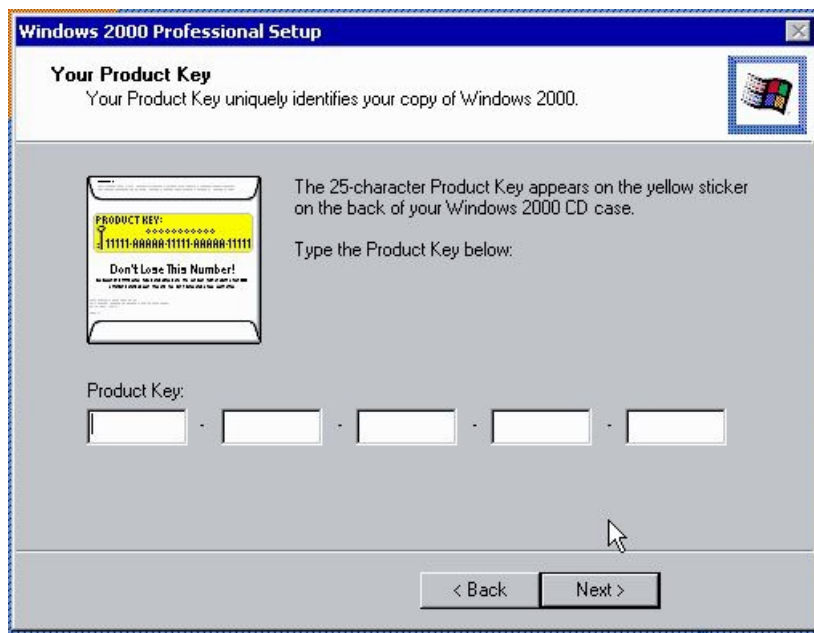 Windows 2000 Professional Setup
Your Product Key
Your Product Key uniquely identifies your copy of Windows 2000.
The 25-character Product Key appears on the yellow sticker
on the back of your Windows 2000 CD case.
Type the Product Key below:
PRODUCT KEY:
11111-AAAAA-11111-AAAAA-11111
Don't Lose This Number!
Product Key:
- - - -
< Back
Next >